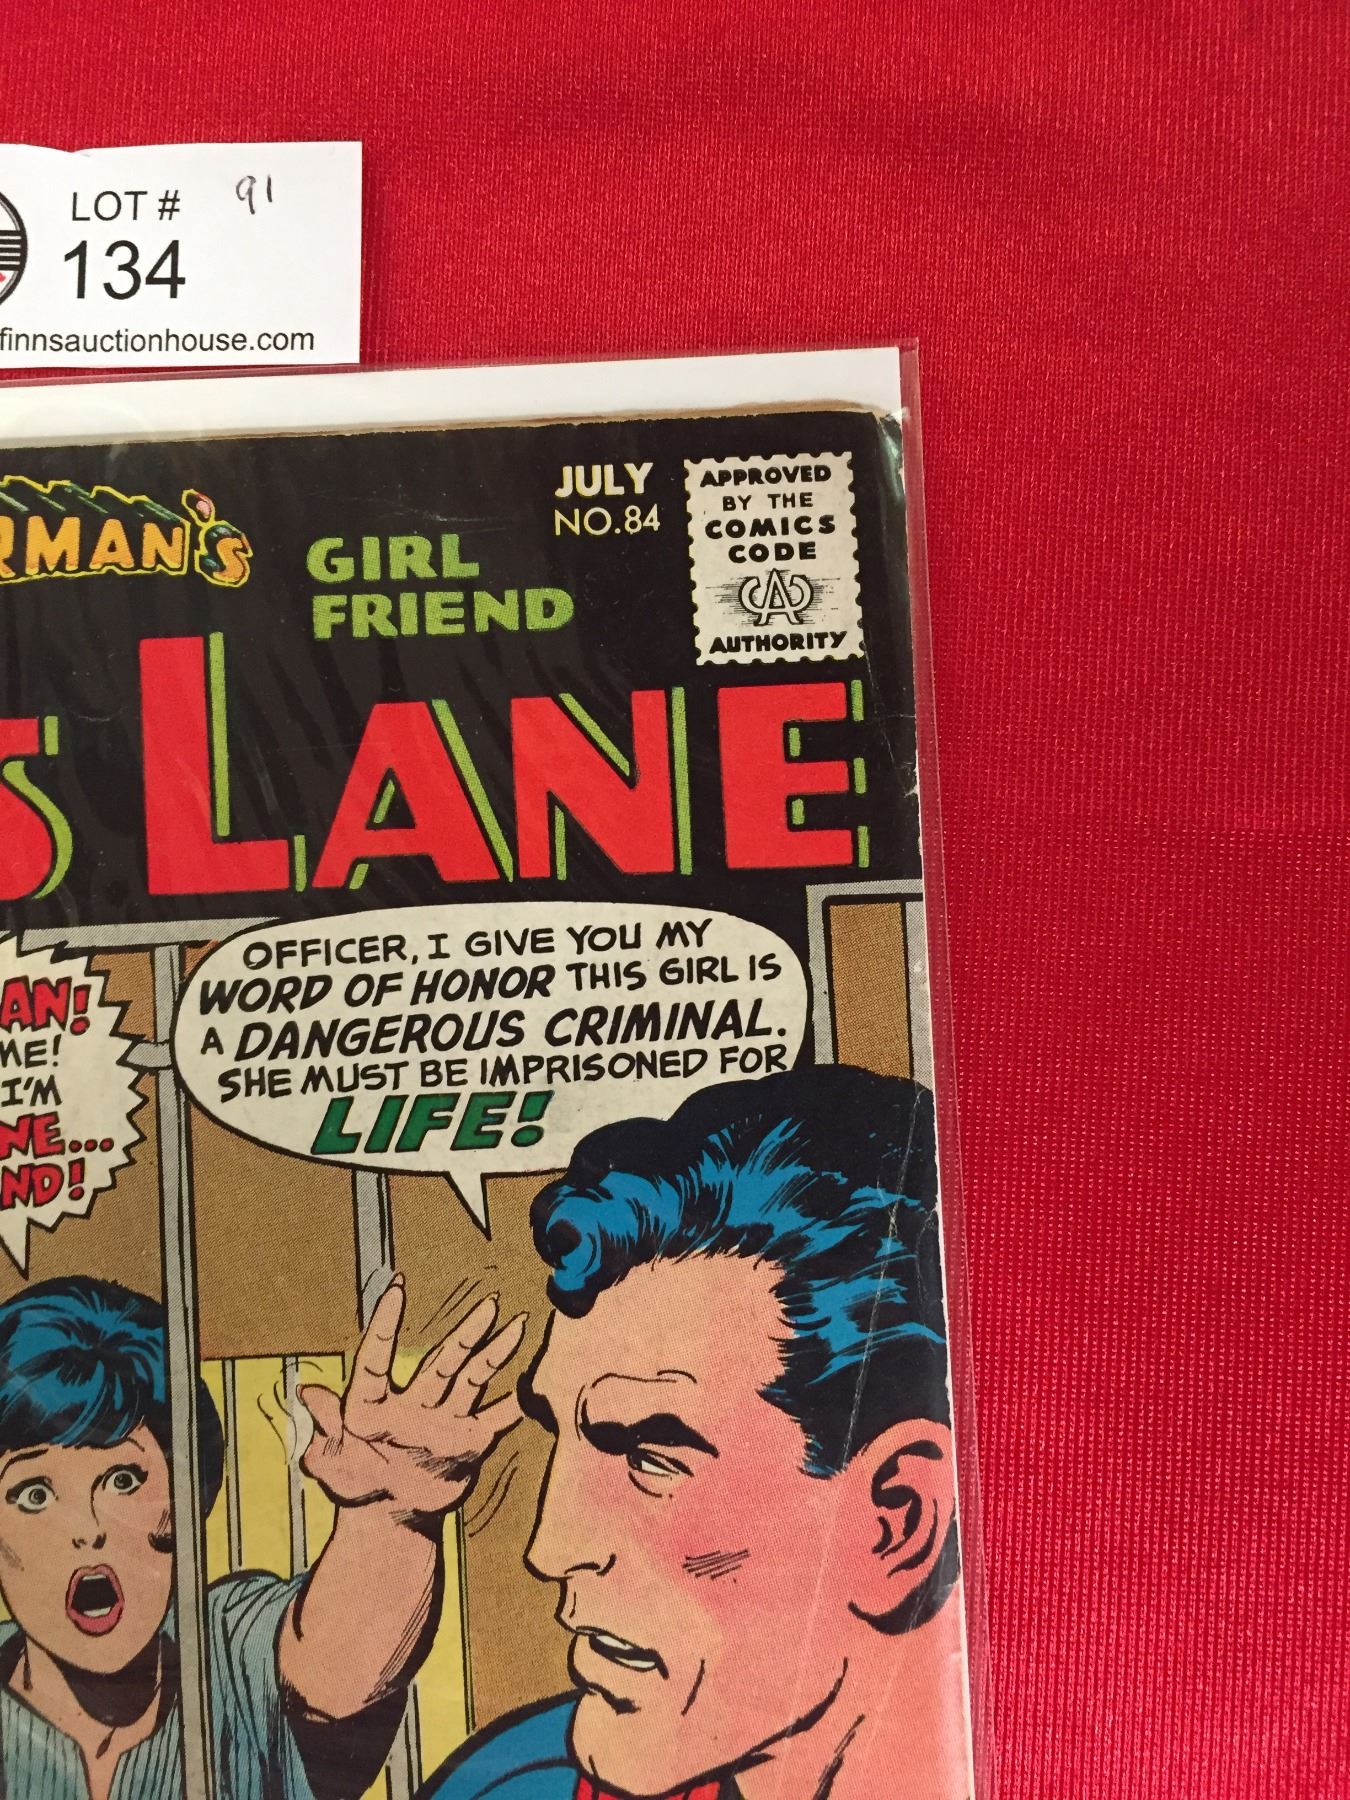 LOT # 91
134
finnsauctionhouse.com
RMAN's
GIRL
FRIEND
JULY
NO.84
APPROVED
BY THE
COMICS
CODE
CA
AUTHORITY
S LANE
AN!
ME!
I'M
NE...
ND!
OFFICER, I GIVE YOU MY
WORD OF HONOR THIS GIRL IS
A DANGEROUS CRIMINAL.
SHE MUST BE IMPRISONED FOR
LIFE!